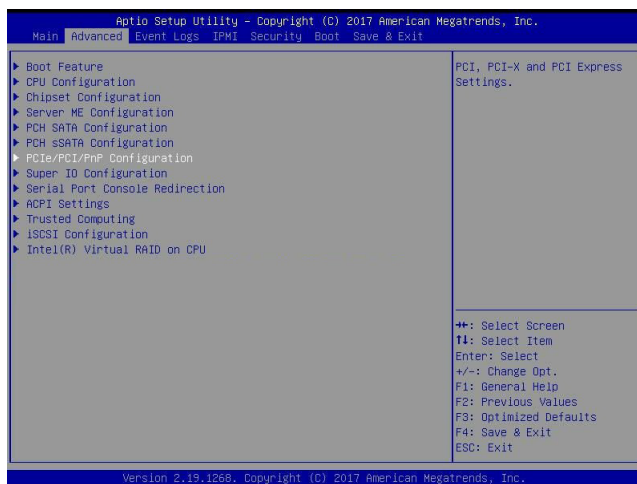 Aptio Setup Utility - Copyright (C) 2017 American Megatrends, Inc.
Main Advanced Event Logs IPMI Security Boot Save & Exit
Boot Feature
CPU Configuration
Chipset Configuration
Server ME Configuration
PCH SATA Configuration
PCH sSATA Configuration
PCIe/PCI/PnP Configuration
Super IO Configuration
Serial Port Console Redirection
ACPI Settings
Trusted Computing
iSCSI Configuration
Intel(R) Virtual RAID on CPU
PCI, PCI-X and PCI Express
Settings.
→←: Select Screen
↑↓: Select Item
Enter: Select
+/-: Change Opt.
F1: General Help
F2: Previous Values
F3: Optimized Defaults
F4: Save & Exit
ESC: Exit
Version 2.19.1268. Copyright (C) 2017 American Megatrends, Inc.